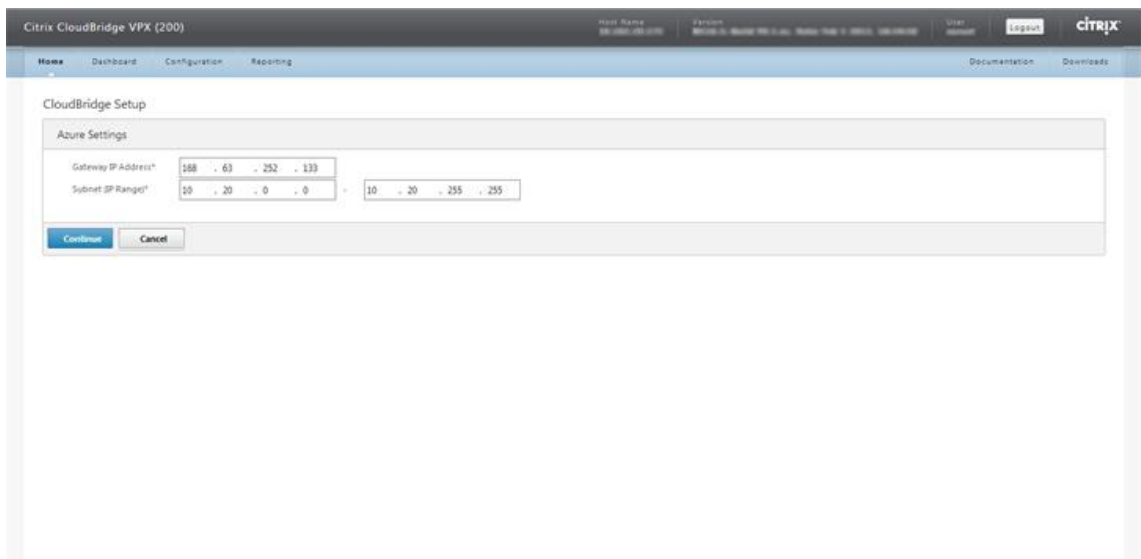 Citrix CloudBridge VPX (200)
Host Name
Version
User
Logout
CITRIX
Home Dashboard Configuration Reporting Documentation Downloads
CloudBridge Setup
Azure Settings
Gateway IP Address* 168 . 63 . 252 . 133
Subnet (IP Range)* 10 . 20 . 0 . 0 - 10 . 20 . 255 . 255
Continue Cancel